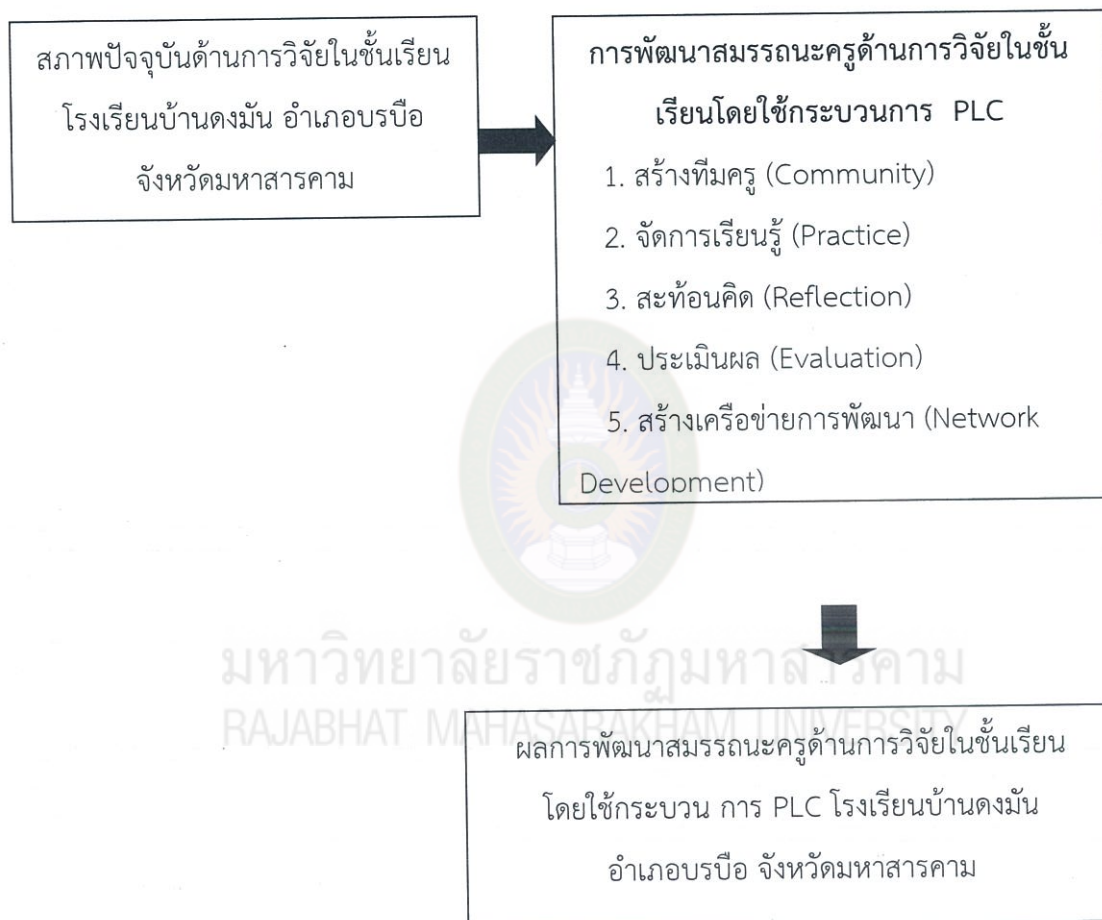 สภาพปัจจุบันด้านการวิจัยในชั้นเรียน
โรงเรียนบ้านดงมัน อำเภอบรบือ
จังหวัดมหาสารคาม
การพัฒนาสมรรถนะครูด้านการวิจัยในชั้น
เรียนโดยใช้กระบวนการ PLC
1. สร้างทีมครู (Community)
2. จัดการเรียนรู้ (Practice)
3. สะท้อนคิด (Reflection)
4. ประเมินผล (Evaluation)
5. สร้างเครือข่ายการพัฒนา (Network
Development)
มหาวิทยาลัยราชภัฏมหาสารคาม
RAJABHAT MAHASARAKHAM UNIVERSITY
ผลการพัฒนาสมรรถนะครูด้านการวิจัยในชั้นเรียน
โดยใช้กระบวน การ PLC โรงเรียนบ้านดงมัน
อำเภอบรบือ จังหวัดมหาสารคาม